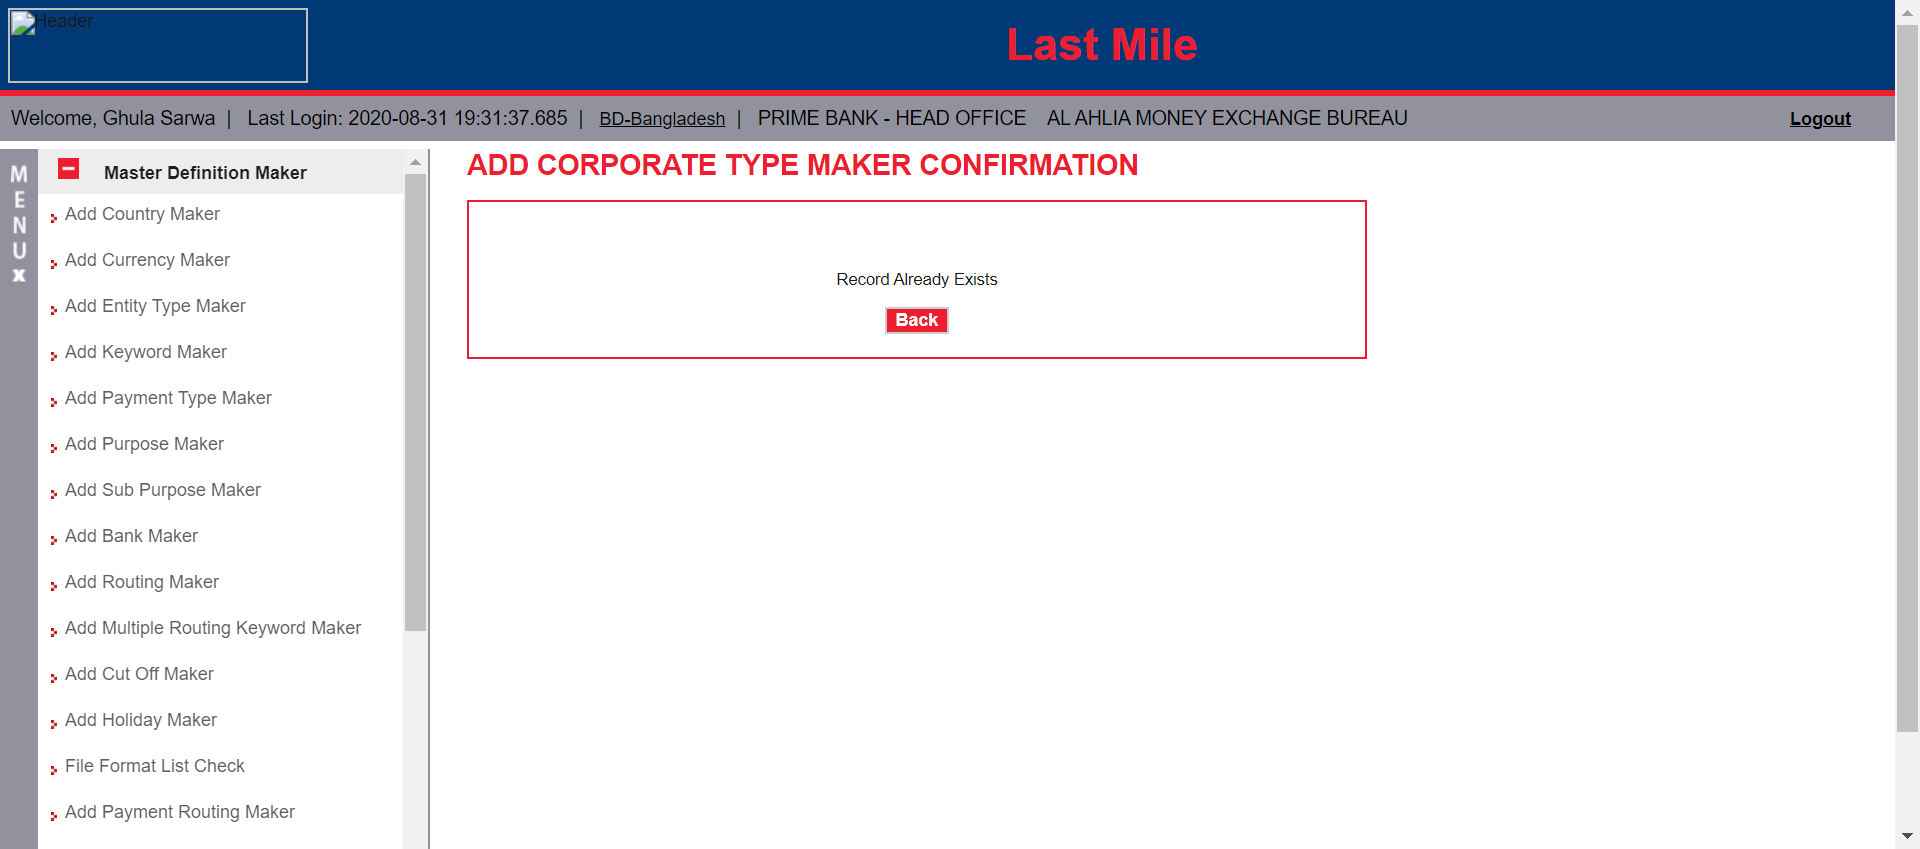 Header
Last Mile
Welcome, Ghula Sarwa | Last Login: 2020-08-31 19:31:37.685 | BD-Bangladesh | PRIME BANK - HEAD OFFICE AL AHLIA MONEY EXCHANGE BUREAU Logout
MENU
x
Master Definition Maker
Add Country Maker
Add Currency Maker
Add Entity Type Maker
Add Keyword Maker
Add Payment Type Maker
Add Purpose Maker
Add Sub Purpose Maker
Add Bank Maker
Add Routing Maker
Add Multiple Routing Keyword Maker
Add Cut Off Maker
Add Holiday Maker
File Format List Check
Add Payment Routing Maker
ADD CORPORATE TYPE MAKER CONFIRMATION
Record Already Exists
Back